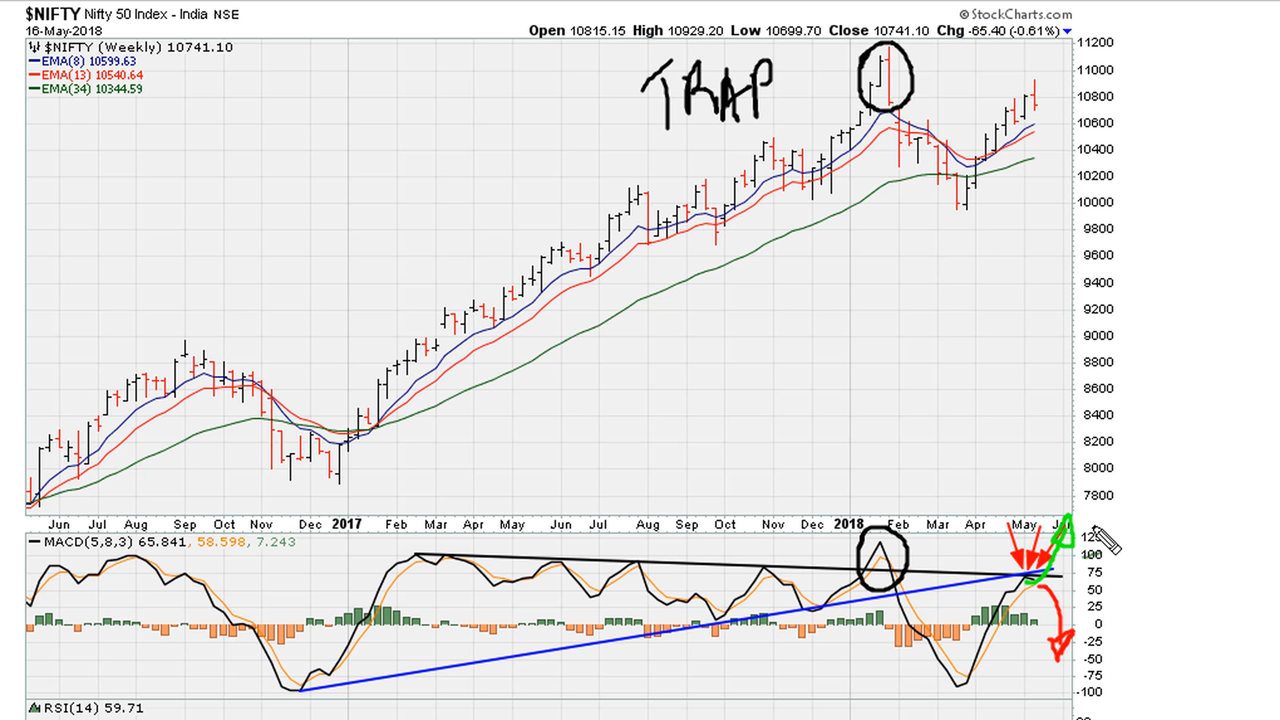 $NIFTY Nifty 50 Index - India NSE
© StockCharts.com
16-May-2018
Open 10815.15 High 10929.20 Low 10699.70 Close 10741.10 Chg -65.40 (-0.61%)
$NIFTY (Weekly) 10741.10
EMA(8) 10599.63
EMA(13) 10540.64
EMA(34) 10344.59
TRAP
11200
11000
10800
10600
10400
10200
10000
9800
9600
9400
9200
9000
8800
8600
8400
8200
8000
7800
Jun Jul Aug Sep Oct Nov Dec 2017 Feb Mar Apr May Jun Jul Aug Sep Oct Nov Dec 2018 Feb Mar Apr May
MACD(5,8,3) 65.841, 58.598, 7.243
100
75
50
25
0
-25
-50
-75
-100
RSI(14) 59.71